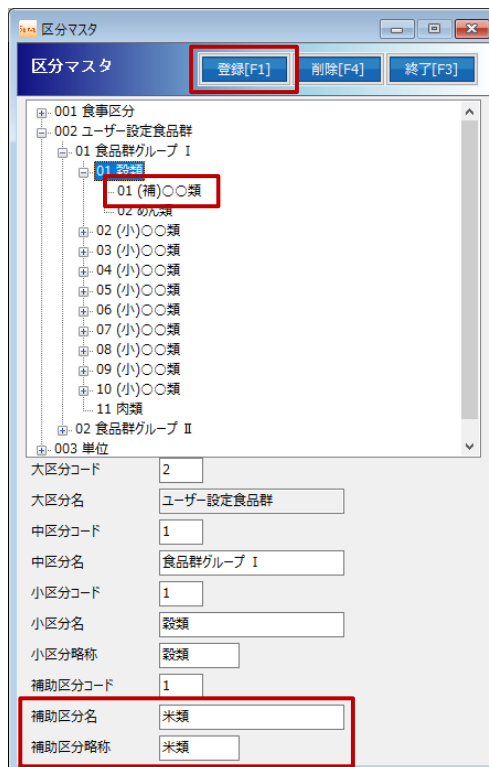 区分マスタ
区分マスタ 登録[F1] 削除[F4] 終了[F3]
001 食事区分
002 ユーザー設定食品群
01 食品群グループ Ⅰ
01 穀類
01 (補)○○類
02 めん類
02 (小)○○類
03 (小)○○類
04 (小)○○類
05 (小)○○類
06 (小)○○類
07 (小)○○類
08 (小)○○類
09 (小)○○類
10 (小)○○類
11 肉類
02 食品群グループ Ⅱ
003 単位
大区分コード 2
大区分名 ユーザー設定食品群
中区分コード 1
中区分名 食品群グループ Ⅰ
小区分コード 1
小区分名 穀類
小区分略称 穀類
補助区分コード 1
補助区分名 米類
補助区分略称 米類